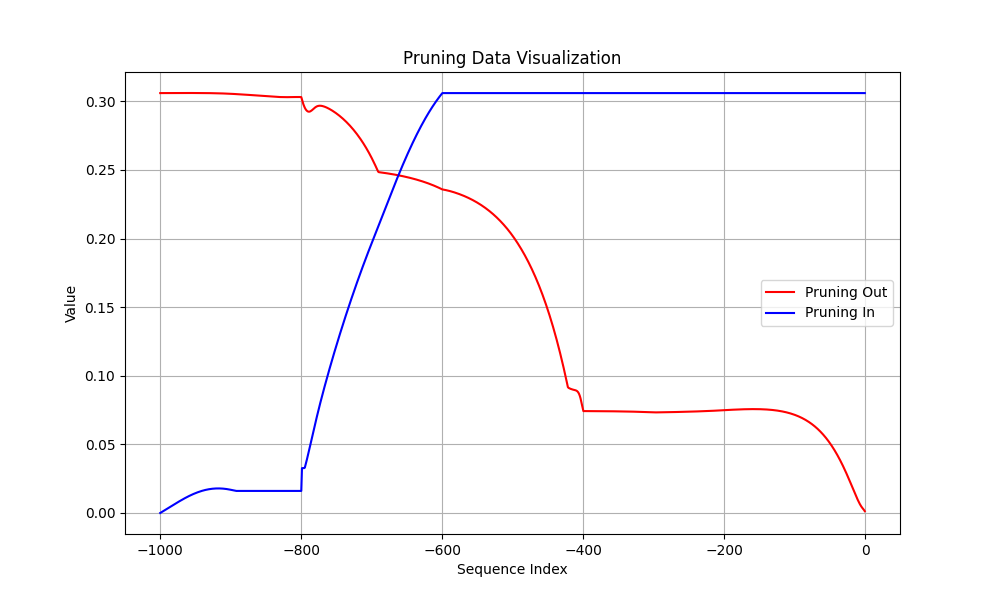 Pruning Data Visualization
Value
0.30
0.25
0.20
0.15
0.10
0.05
0.00
Pruning Out
Pruning In
−1000 −800 −600 −400 −200 0
Sequence Index